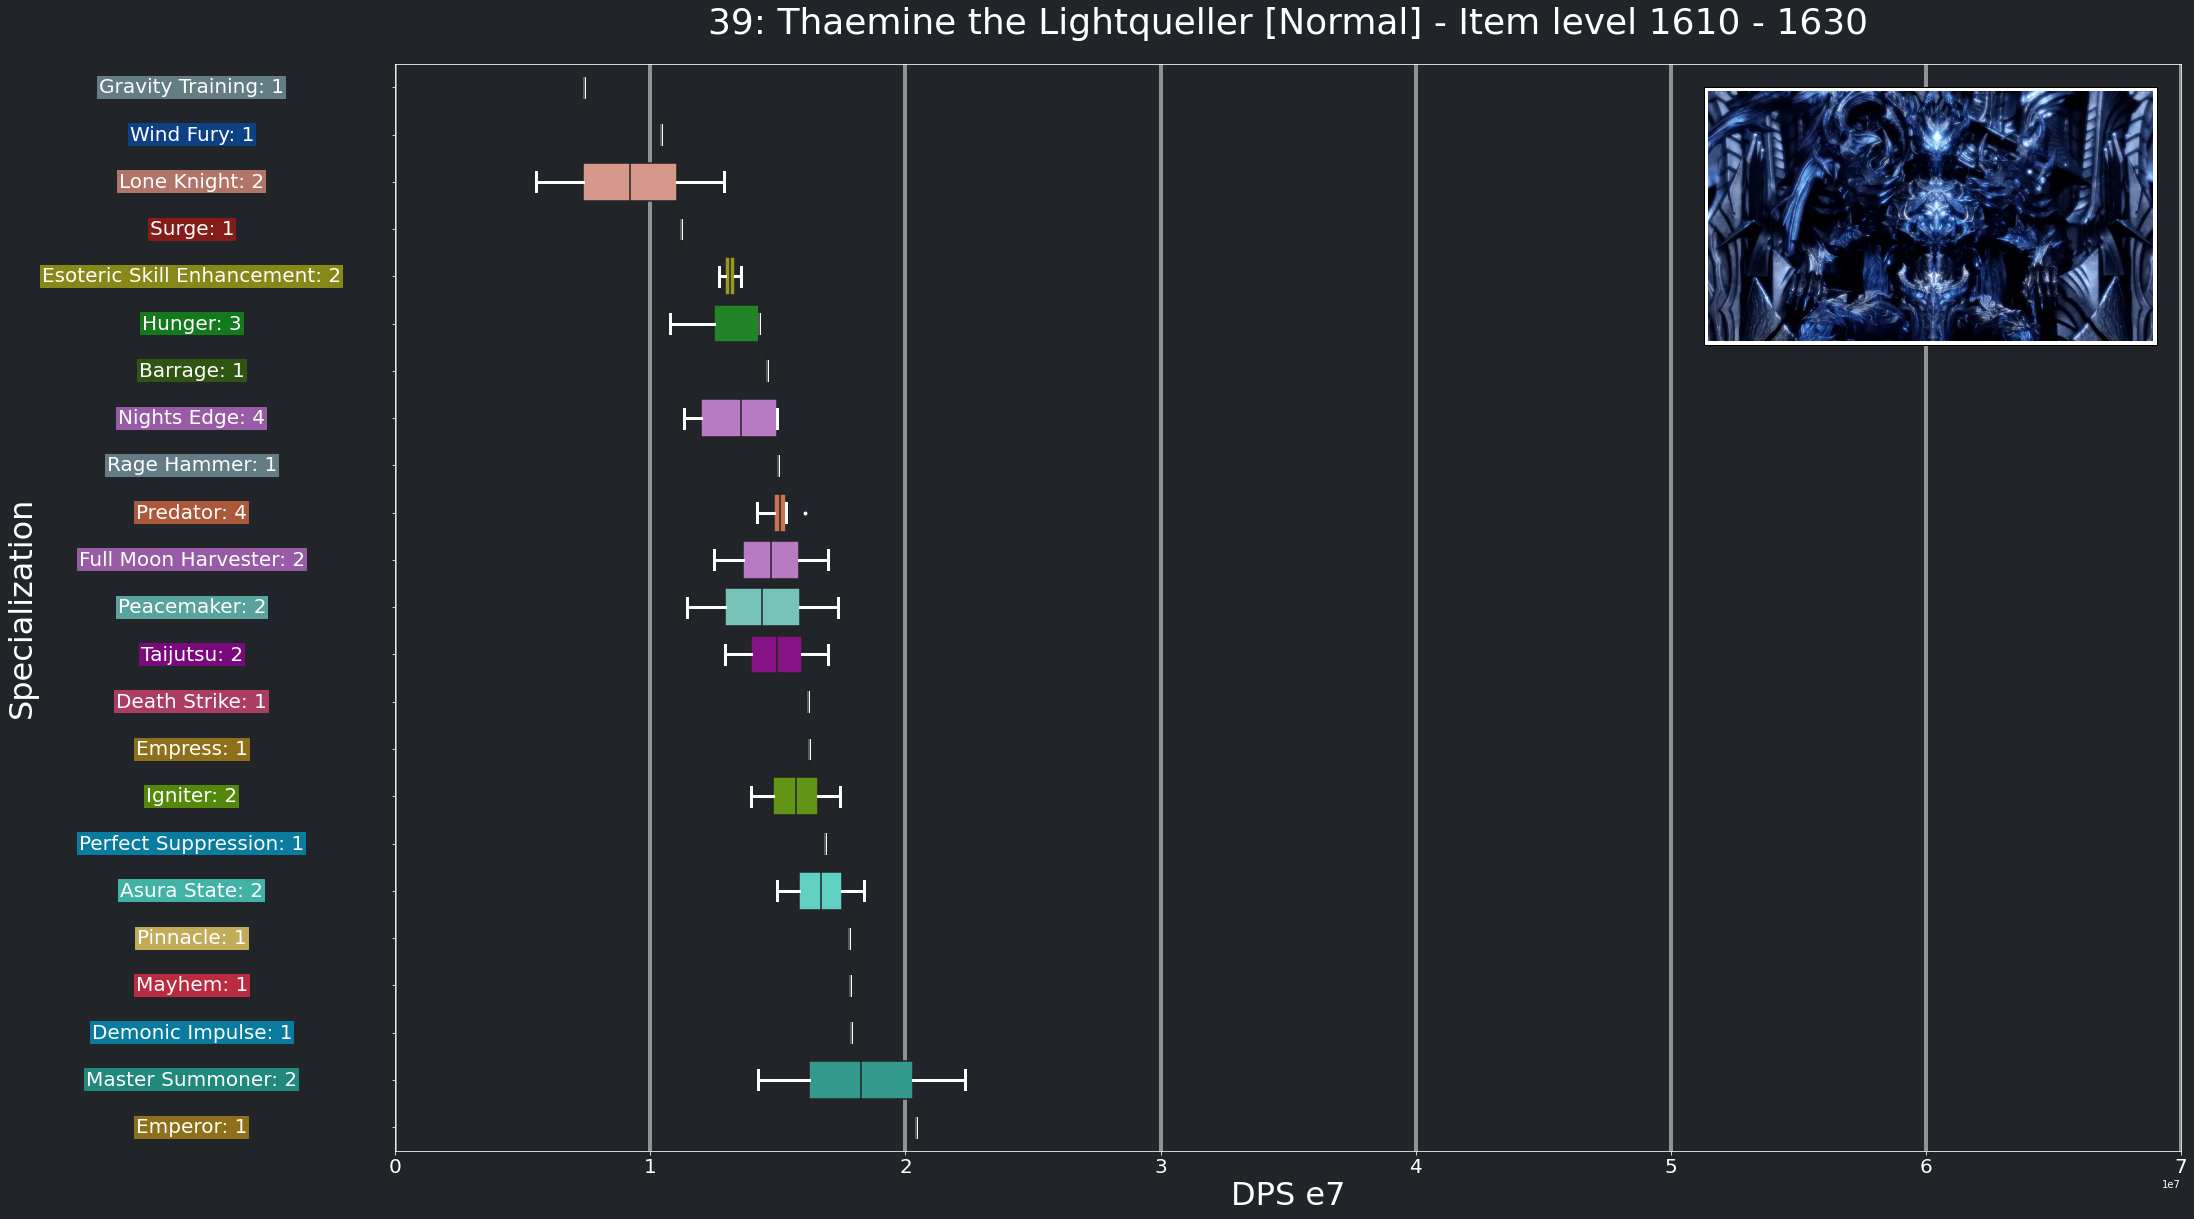 39: Thaemine the Lightqueller [Normal] - Item level 1610 - 1630
Specialization
Gravity Training: 1
Wind Fury: 1
Lone Knight: 2
Surge: 1
Esoteric Skill Enhancement: 2
Hunger: 3
Barrage: 1
Nights Edge: 4
Rage Hammer: 1
Predator: 4
Full Moon Harvester: 2
Peacemaker: 2
Taijutsu: 2
Death Strike: 1
Empress: 1
Igniter: 2
Perfect Suppression: 1
Asura State: 2
Pinnacle: 1
Mayhem: 1
Demonic Impulse: 1
Master Summoner: 2
Emperor: 1
0 1 2 3 4 5 6 7
1e7
DPS e7